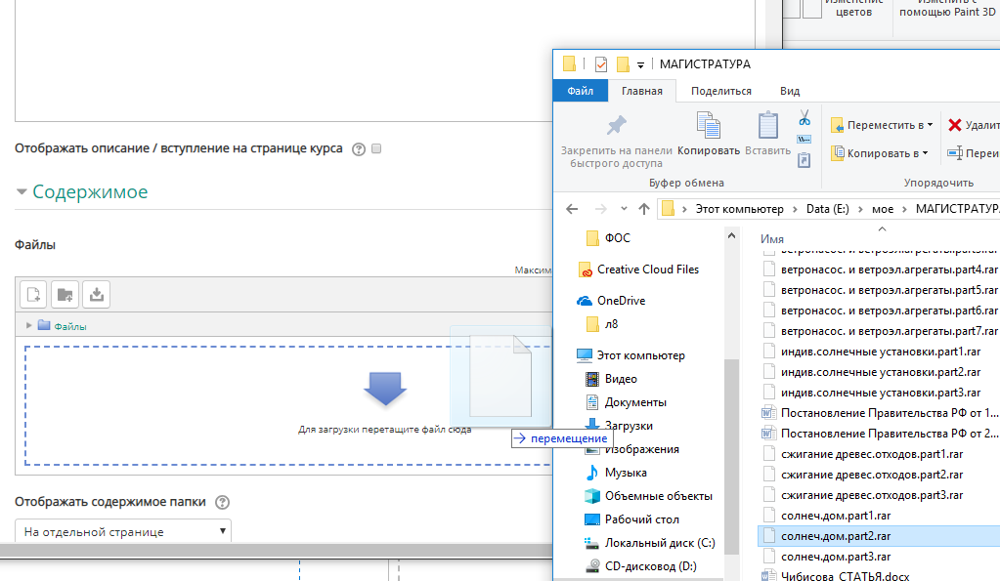 Изменение
цветов
Изменить с
помощью Paint 3D
Отображать описание / вступление на странице курса
Содержимое
Файлы
Максим
Файлы
Для загрузки перетащите файл сюда
перемещение
Отображать содержимое папки
На отдельной странице
МАГИСТРАТУРА
Файл
Главная
Поделиться
Вид
Закрепить на панели
быстрого доступа
Копировать
Вставить
Переместить в
Копировать в
Удалит
Переи
Буфер обмена
Упорядочить
Этот компьютер
Data (E:)
мое
МАГИСТРАТУРА
ФОС
Creative Cloud Files
OneDrive
л8
Этот компьютер
Видео
Документы
Загрузки
Изображения
Музыка
Объемные объекты
Рабочий стол
Локальный диск (C:)
CD-дисковод (D:)
Имя
ветронасос. и ветроэл.агрегаты.part3.rar
ветронасос. и ветроэл.агрегаты.part4.rar
ветронасос. и ветроэл.агрегаты.part5.rar
ветронасос. и ветроэл.агрегаты.part6.rar
ветронасос. и ветроэл.агрегаты.part7.rar
индив.солнечные установки.part1.rar
индив.солнечные установки.part2.rar
индив.солнечные установки.part3.rar
Постановление Правительства РФ от 1...
Постановление Правительства РФ от 2...
сжигание древес.отходов.part1.rar
сжигание древес.отходов.part2.rar
сжигание древес.отходов.part3.rar
солнеч.дом.part1.rar
солнеч.дом.part2.rar
солнеч.дом.part3.rar
Чибисова_СТАТЬЯ.docx